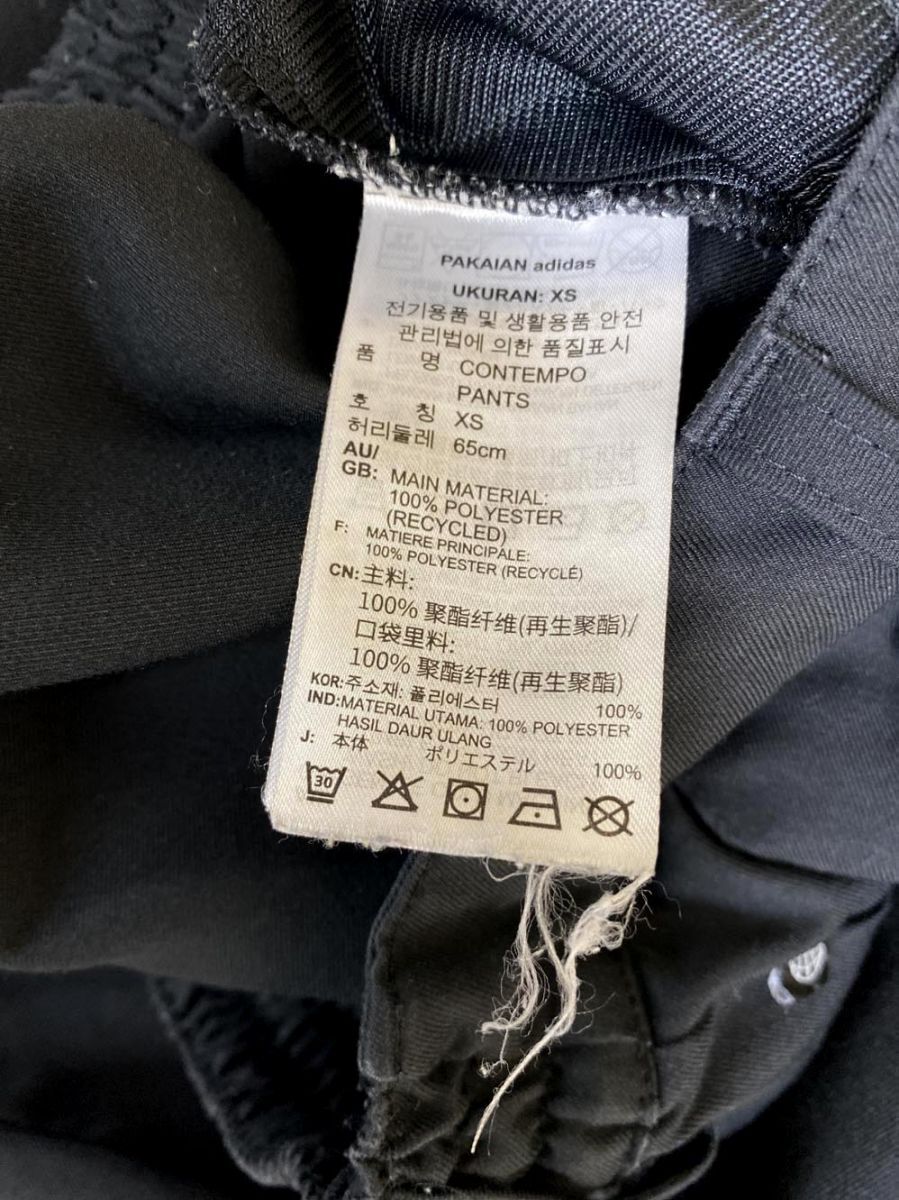 PAKAIAN adidas
UKURAN: XS
전기용품 및 생활용품 안전
관리법에 의한 품질표시
품 명 CONTEMPO
PANTS
호 칭 XS
허리둘레 65cm
AU/
GB: MAIN MATERIAL:
100% POLYESTER
(RECYCLED)
F: MATIERE PRINCIPALE:
100% POLYESTER (RECYCLÉ)
CN: 主料:
100% 聚酯纤维(再生聚酯)/
口袋里料:
100% 聚酯纤维(再生聚酯)
KOR: 주소재: 폴리에스터 100%
IND: MATERIAL UTAMA: 100% POLYESTER
HASIL DAUR ULANG
J: 本体 ポリエステル 100%
30